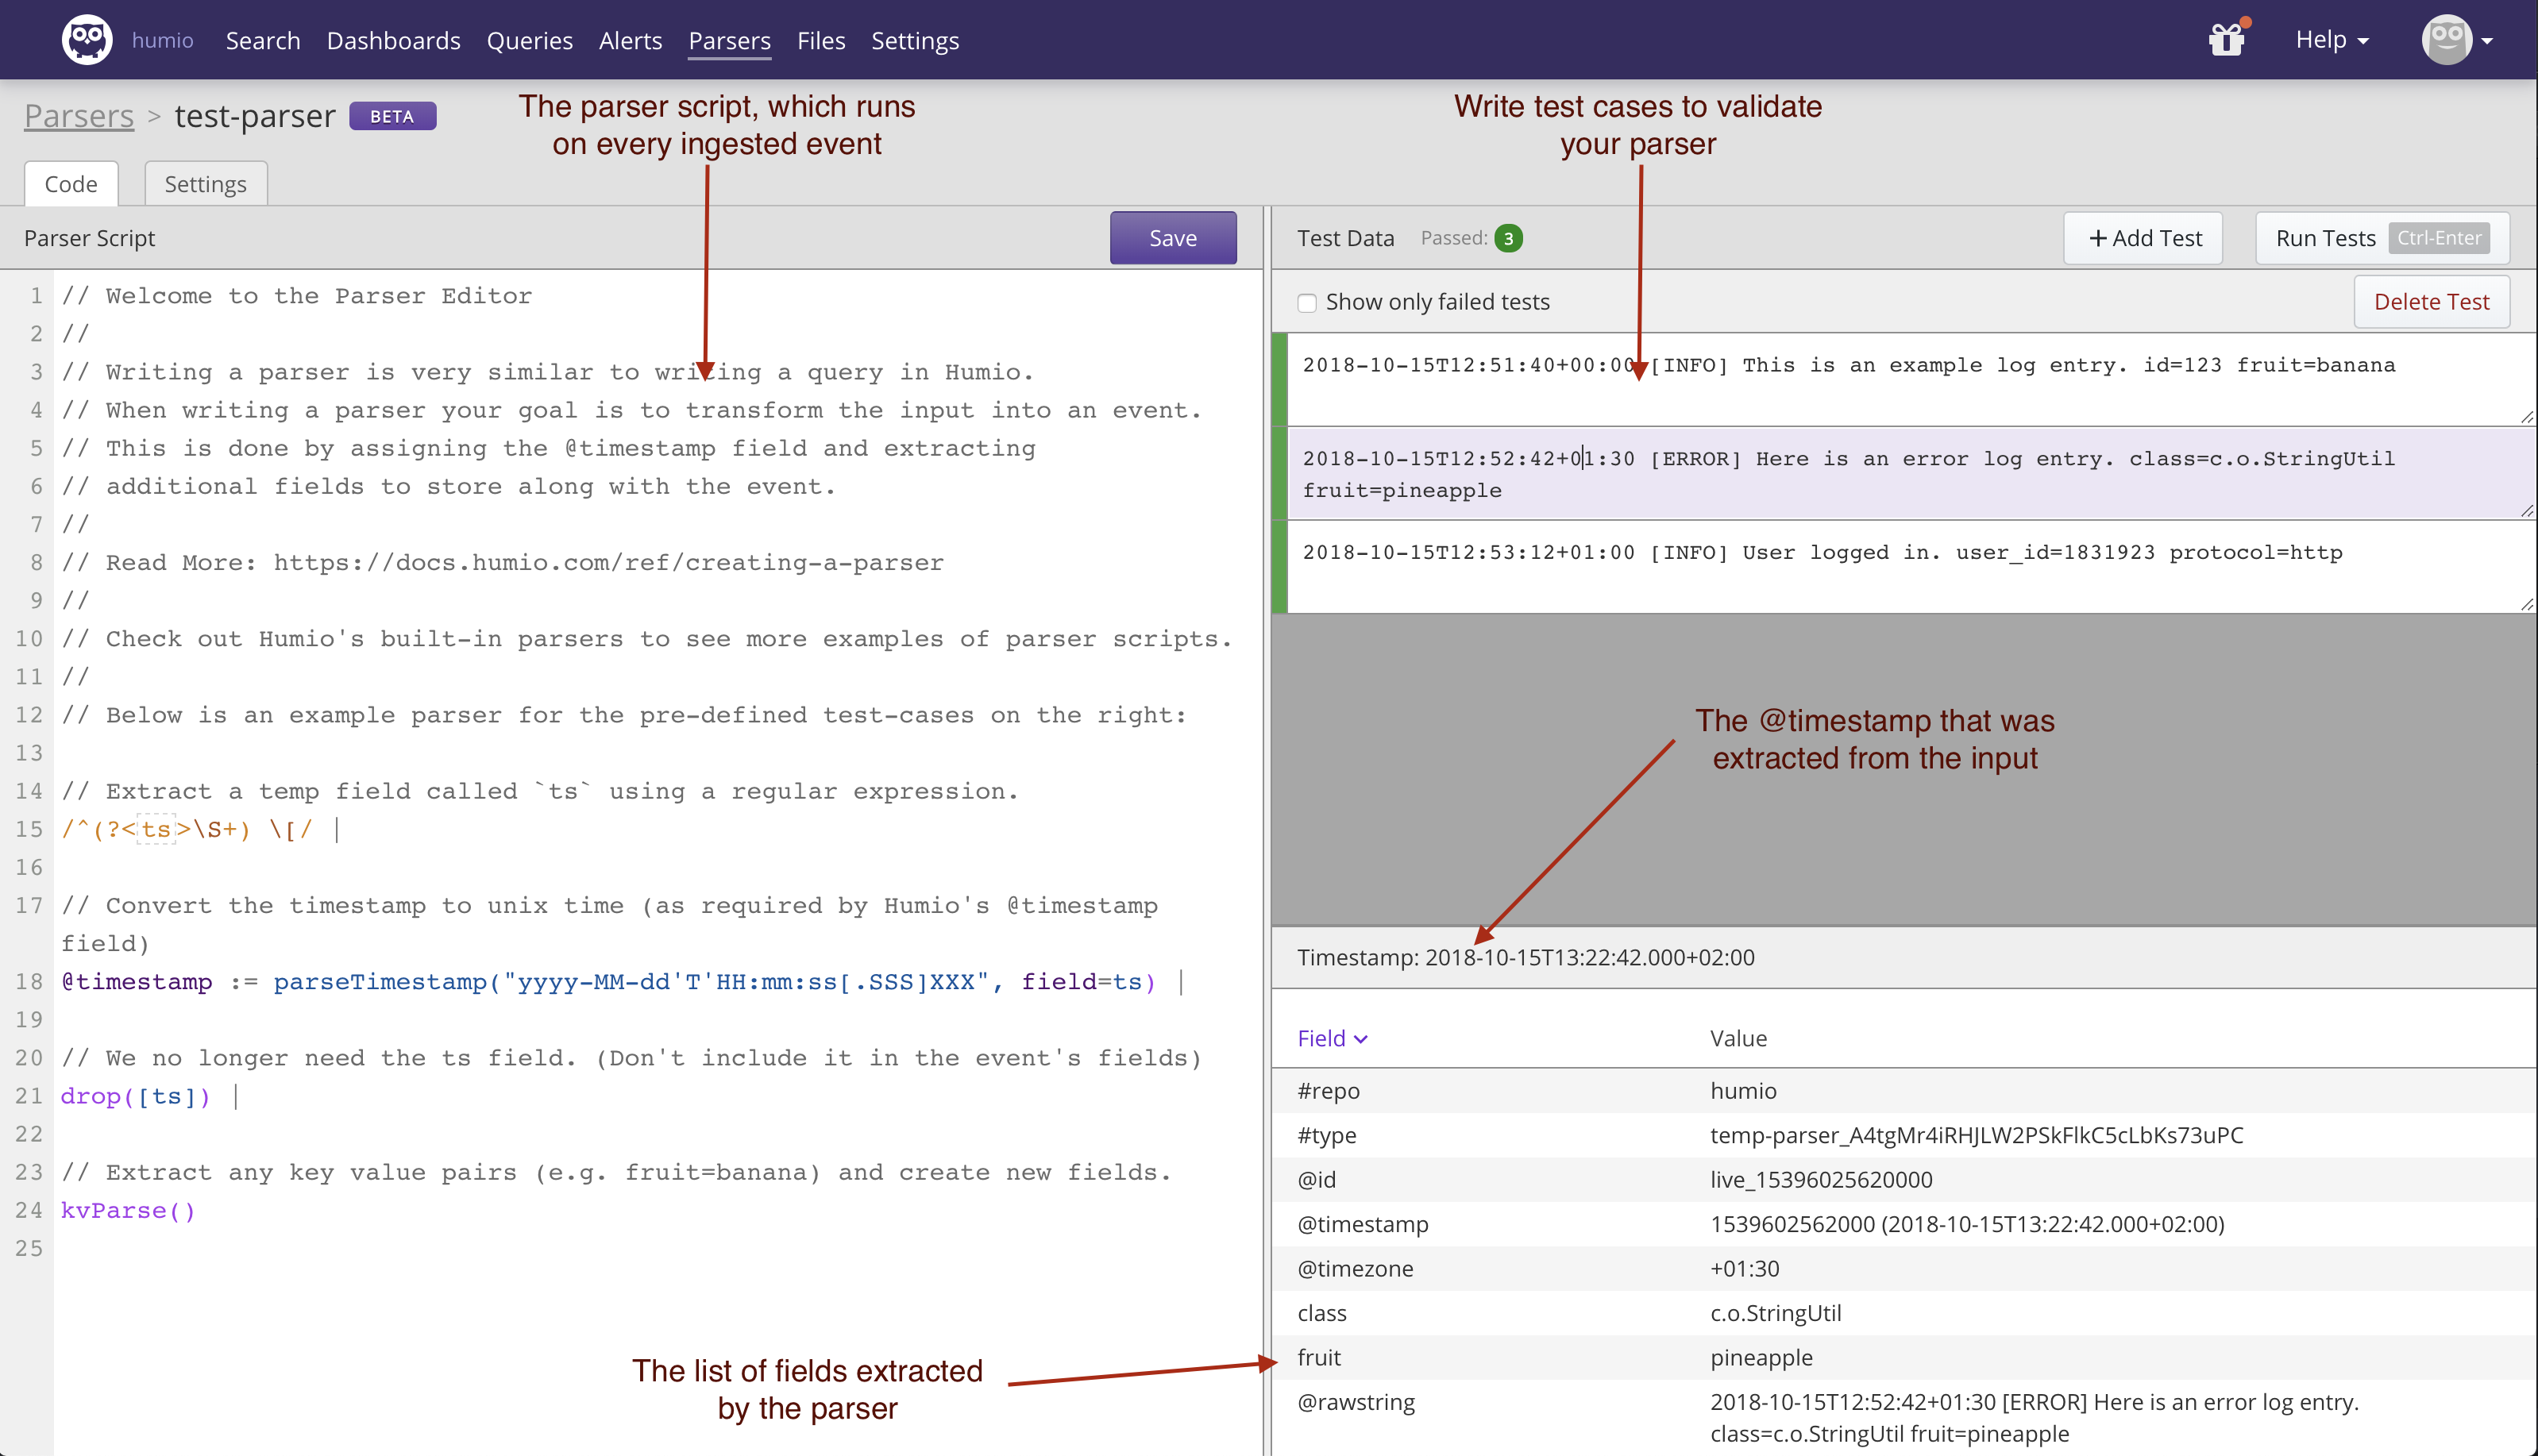 humio Search Dashboards Queries Alerts Parsers Files Settings Help
Parsers > test-parser BETA
The parser script, which runs
on every ingested event
Write test cases to validate
your parser
Code Settings
Parser Script Save
1 // Welcome to the Parser Editor
2 //
3 // Writing a parser is very similar to writing a query in Humio.
4 // When writing a parser your goal is to transform the input into an event.
5 // This is done by assigning the @timestamp field and extracting
6 // additional fields to store along with the event.
7 //
8 // Read More: https://docs.humio.com/ref/creating-a-parser
9 //
10 // Check out Humio's built-in parsers to see more examples of parser scripts.
11 //
12 // Below is an example parser for the pre-defined test-cases on the right:
13
14 // Extract a temp field called `ts` using a regular expression.
15 /^(?<ts>\S+) \[/ |
16
17 // Convert the timestamp to unix time (as required by Humio's @timestamp
field)
18 @timestamp := parseTimestamp("yyyy-MM-dd'T'HH:mm:ss[.SSS]XXX", field=ts) |
19
20 // We no longer need the ts field. (Don't include it in the event's fields)
21 drop([ts]) |
22
23 // Extract any key value pairs (e.g. fruit=banana) and create new fields.
24 kvParse()
25
The list of fields extracted
by the parser
Test Data Passed: 3 + Add Test Run Tests Ctrl-Enter
Show only failed tests Delete Test
2018-10-15T12:51:40+00:00 [INFO] This is an example log entry. id=123 fruit=banana
2018-10-15T12:52:42+01:30 [ERROR] Here is an error log entry. class=c.o.StringUtil
fruit=pineapple
2018-10-15T12:53:12+01:00 [INFO] User logged in. user_id=1831923 protocol=http
The @timestamp that was
extracted from the input
Timestamp: 2018-10-15T13:22:42.000+02:00
Field Value
#repo humio
#type temp-parser_A4tgMr4iRHJLW2PSkFlkC5cLbKs73uPC
@id live_15396025620000
@timestamp 1539602562000 (2018-10-15T13:22:42.000+02:00)
@timezone +01:30
class c.o.StringUtil
fruit pineapple
@rawstring 2018-10-15T12:52:42+01:30 [ERROR] Here is an error log entry.
class=c.o.StringUtil fruit=pineapple